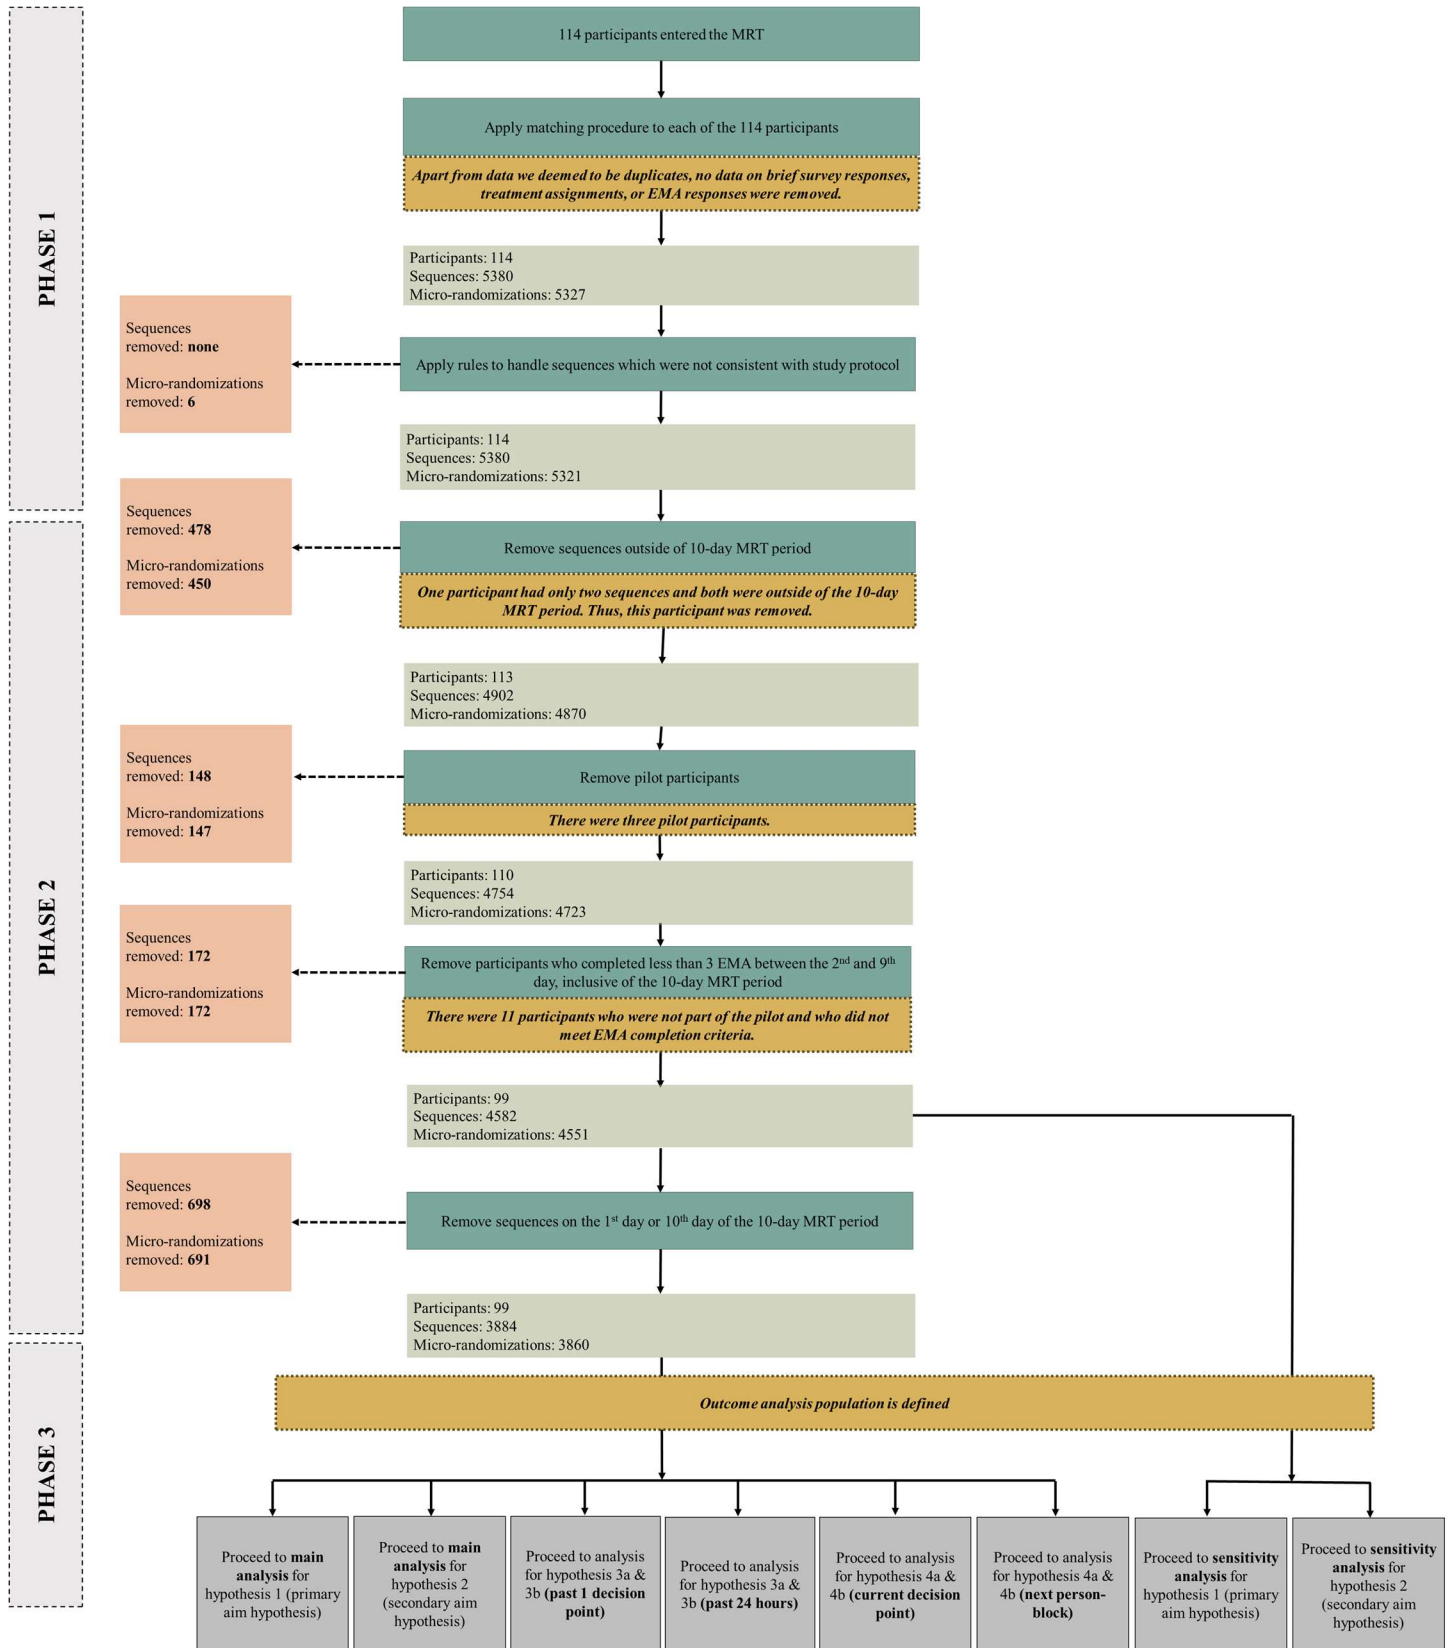 PHASE 1
114 participants entered the MRT
Apply matching procedure to each of the 114 participants
Apart from data we deemed to be duplicates, no data on brief survey responses,
treatment assignments, or EMA responses were removed.
Participants: 114
Sequences: 5380
Micro-randomizations: 5327
Sequences
removed: none
Micro-randomizations
removed: 6
Apply rules to handle sequences which were not consistent with study protocol
Participants: 114
Sequences: 5380
Micro-randomizations: 5321
PHASE 2
Sequences
removed: 478
Micro-randomizations
removed: 450
Remove sequences outside of 10-day MRT period
One participant had only two sequences and both were outside of the 10-day
MRT period. Thus, this participant was removed.
Participants: 113
Sequences: 4902
Micro-randomizations: 4870
Sequences
removed: 148
Micro-randomizations
removed: 147
Remove pilot participants
There were three pilot participants.
Participants: 110
Sequences: 4754
Micro-randomizations: 4723
Sequences
removed: 172
Micro-randomizations
removed: 172
Remove participants who completed less than 3 EMA between the 2nd and 9th
day, inclusive of the 10-day MRT period
There were 11 participants who were not part of the pilot and who did not
meet EMA completion criteria.
Participants: 99
Sequences: 4582
Micro-randomizations: 4551
Sequences
removed: 698
Micro-randomizations
removed: 691
Remove sequences on the 1st day or 10th day of the 10-day MRT period
Participants: 99
Sequences: 3884
Micro-randomizations: 3860
PHASE 3
Outcome analysis population is defined
Proceed to main
analysis for
hypothesis 1 (primary
aim hypothesis)
Proceed to main
analysis for
hypothesis 2
(secondary aim
hypothesis)
Proceed to analysis
for hypothesis 3a &
3b (past 1 decision
point)
Proceed to analysis
for hypothesis 3a &
3b (past 24 hours)
Proceed to analysis
for hypothesis 4a &
4b (current decision
point)
Proceed to analysis
for hypothesis 4a &
4b (next person-
block)
Proceed to sensitivity
analysis for
hypothesis 1 (primary
aim hypothesis)
Proceed to sensitivity
analysis for
hypothesis 2
(secondary aim
hypothesis)